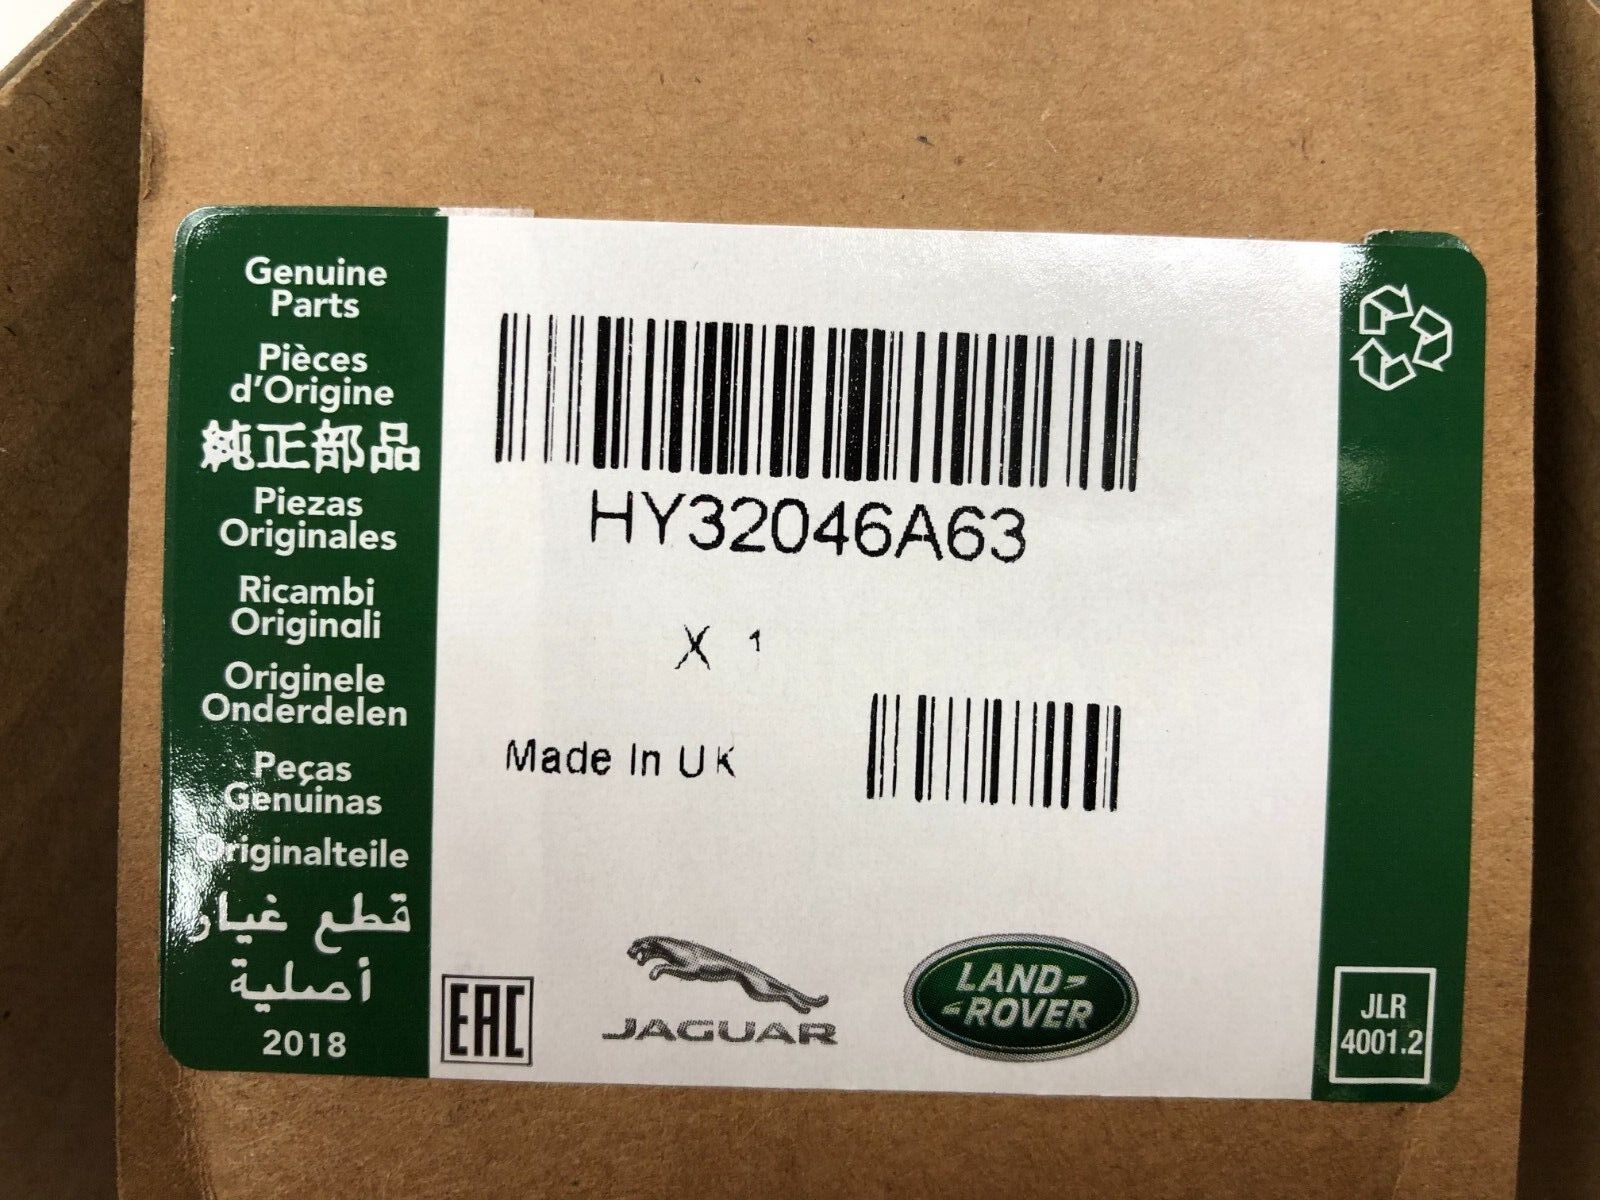 Genuine
Parts
Pièces
d'Origine
純正部品
Piezas
Originales
Ricambi
Originali
Originele
Onderdelen
Peças
Genuinas
Originalteile
قطع غيار
أصلية
2018
HY32046A63
X 1
Made In UK
EAC
JAGUAR
LAND
ROVER
JLR
4001.2